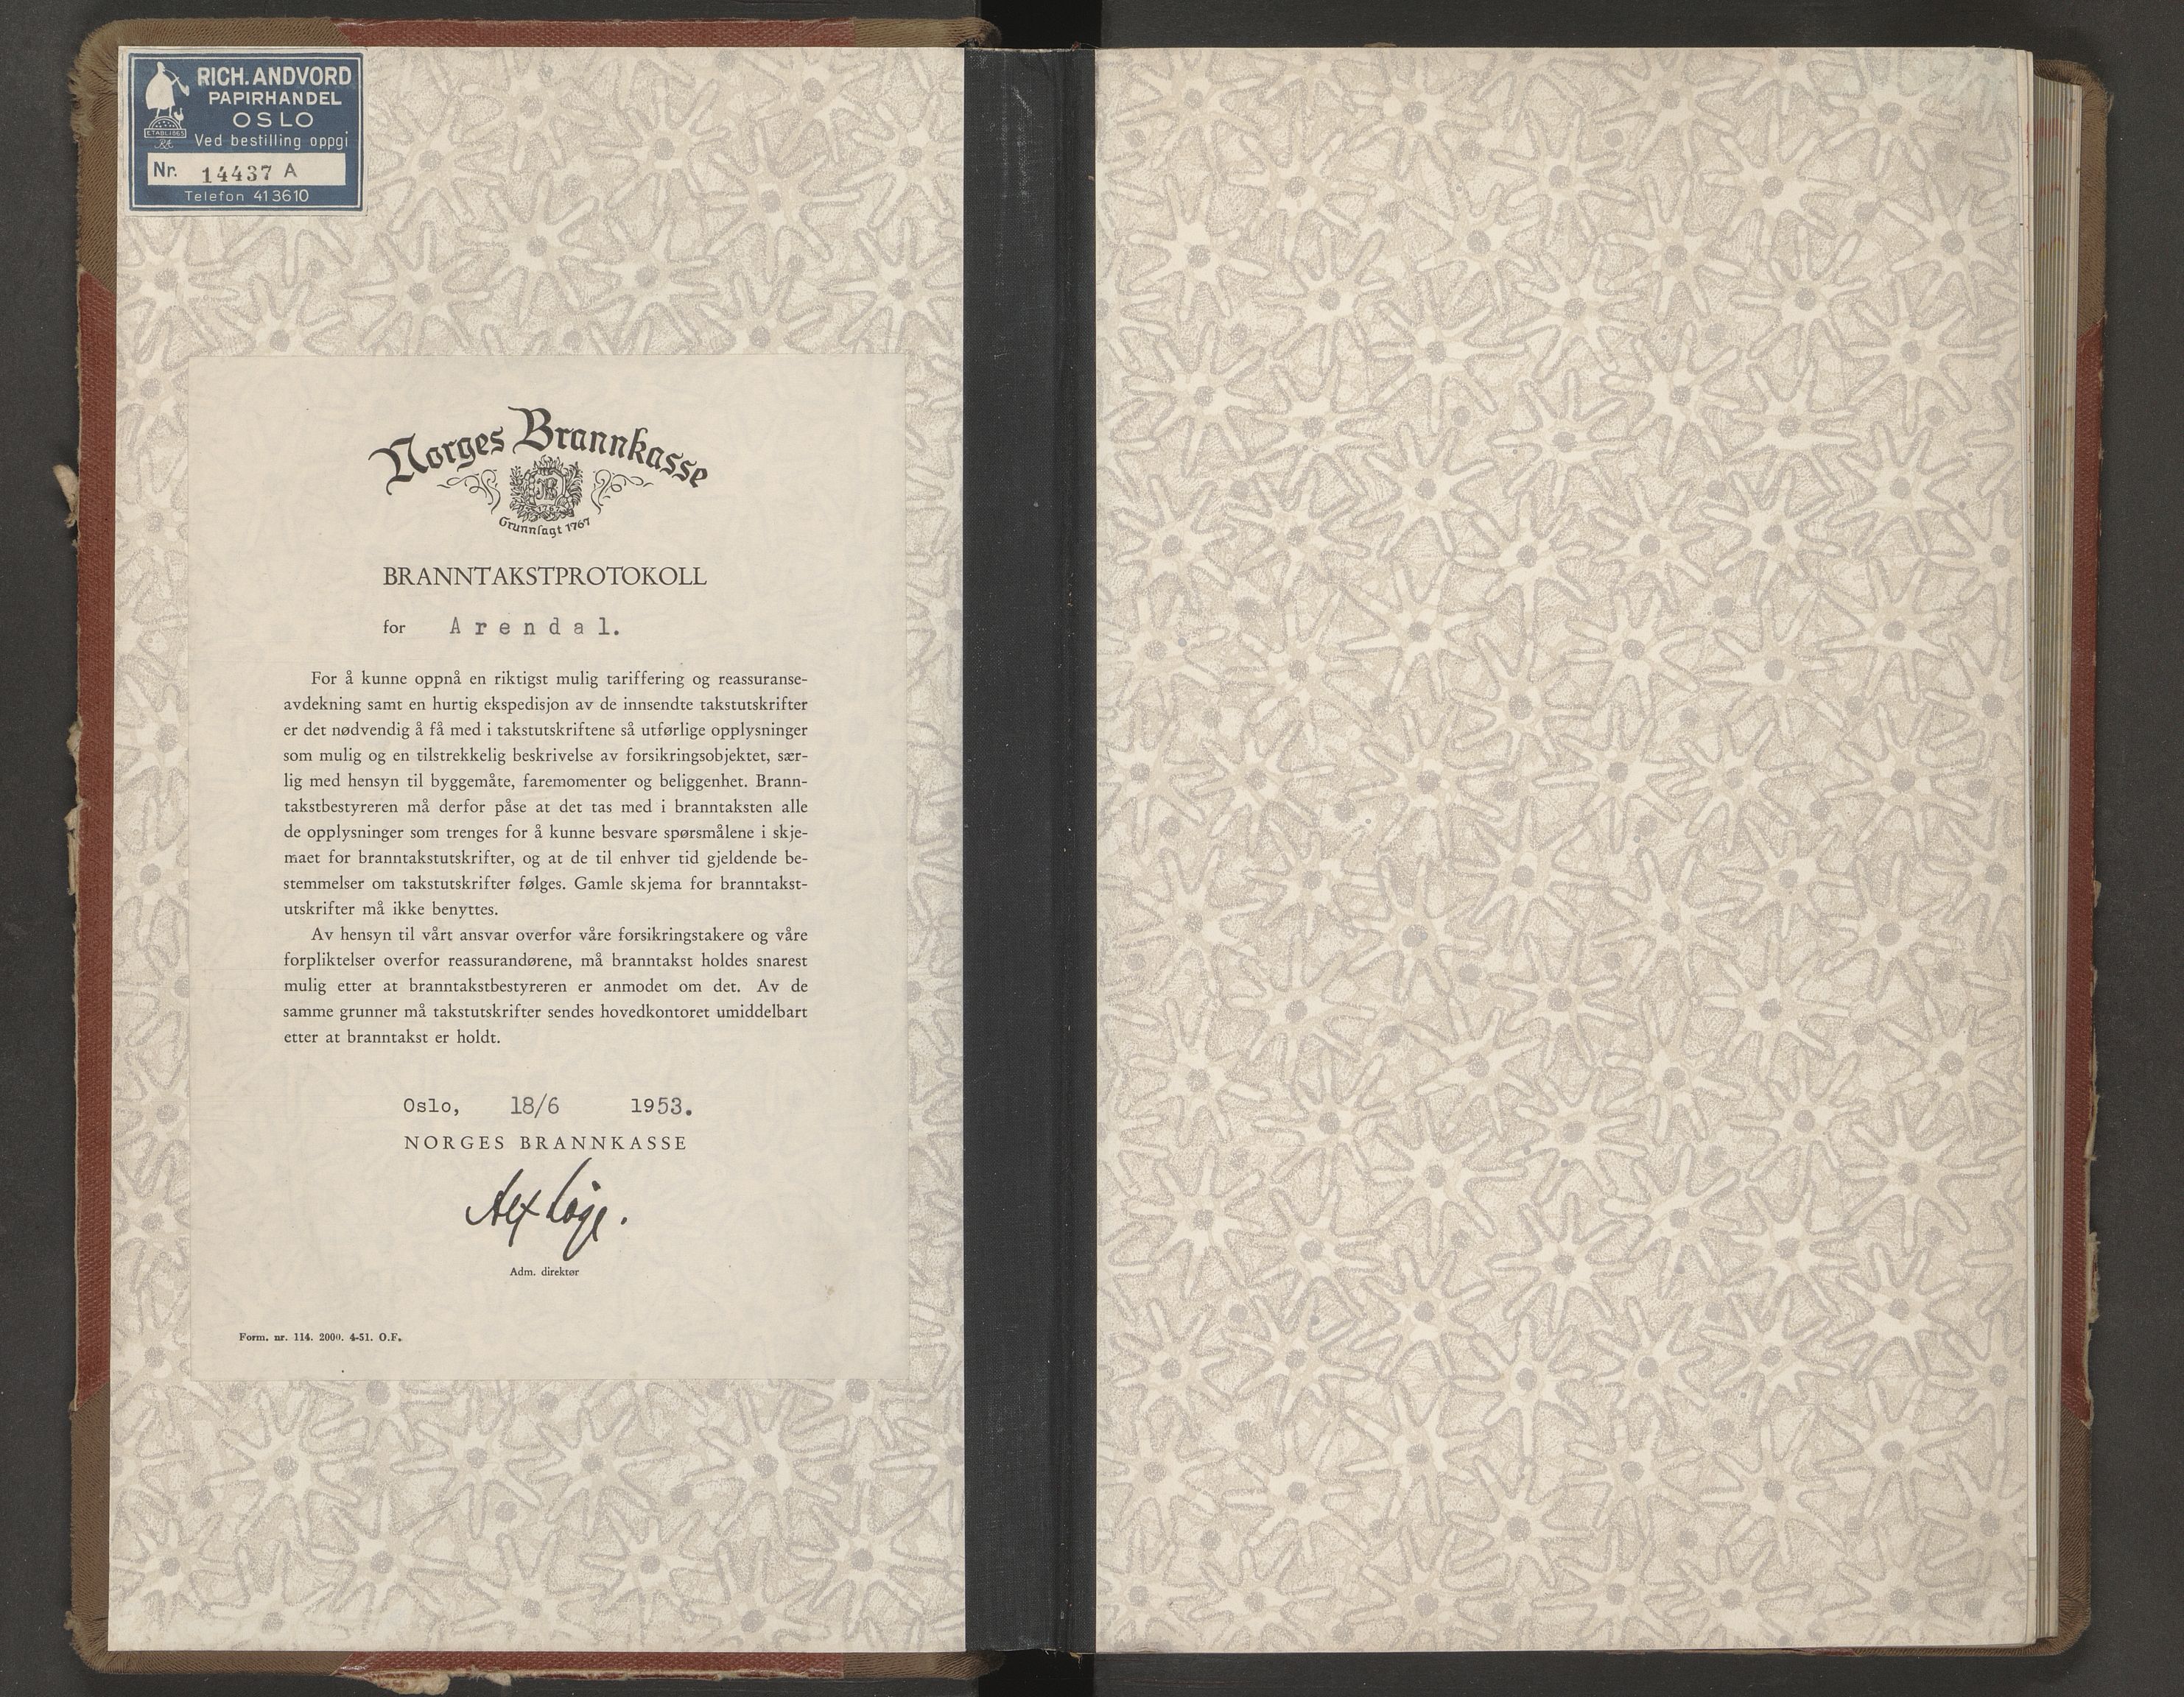 RICH. ANDVORD
PAPIRHANDEL
OSLO
ETABL.1865
RA
Ved bestilling oppgi
Nr. 14437 A
Telefon 413610
Norges Brannkasse
NB
1767
Grunnlagt 1767
BRANNTAKSTPROTOKOLL
for Arendal.
For å kunne oppnå en riktigst mulig tariffering og reassuranse-
avdekning samt en hurtig ekspedisjon av de innsendte takstutskrifter
er det nødvendig å få med i takstutskriftene så utførlige opplysninger
som mulig og en tilstrekkelig beskrivelse av forsikringsobjektet, sær-
lig med hensyn til byggemåte, faremomenter og beliggenhet. Brann-
takstbestyreren må derfor påse at det tas med i branntaksten alle
de opplysninger som trenges for å kunne besvare spørsmålene i skje-
maet for branntakstutskrifter, og at de til enhver tid gjeldende be-
stemmelser om takstutskrifter følges. Gamle skjema for branntakst-
utskrifter må ikke benyttes.
Av hensyn til vårt ansvar overfor våre forsikringstakere og våre
forpliktelser overfor reassurandørene, må branntakst holdes snarest
mulig etter at branntakstbestyreren er anmodet om det. Av de
samme grunner må takstutskrifter sendes hovedkontoret umiddelbart
etter at branntakst er holdt.
Oslo, 18/6 1953.
NORGES BRANNKASSE
Adm. direktør
Form. nr. 114. 2000. 4-51. O.F.